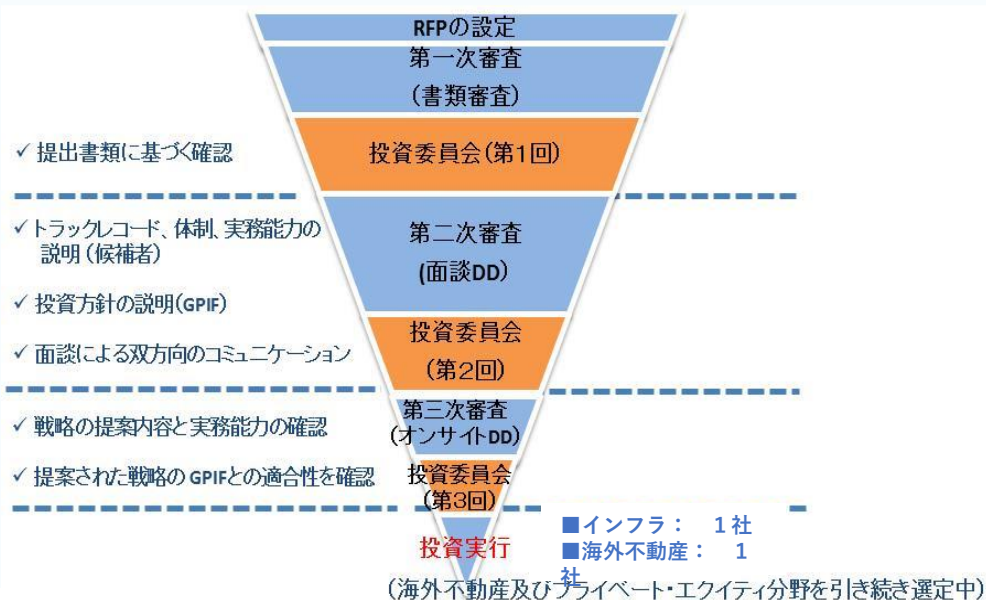 RFPの設定
第一次審査
(書類審査)
✓ 提出書類に基づく確認
投資委員会(第1回)
✓ トラックレコード、体制、実務能力の
説明(候補者)
✓ 投資方針の説明(GPIF)
✓ 面談による双方向のコミュニケーション
第二次審査
(面談DD)
投資委員会
(第2回)
✓ 戦略の提案内容と実務能力の確認
✓ 提案された戦略のGPIFとの適合性を確認
第三次審査
(オンサイトDD)
投資委員会
(第3回)
投資実行
■インフラ： 1社
■海外不動産： 1
社
(海外不動産及びプライベート・エクイティ分野を引き続き選定中)